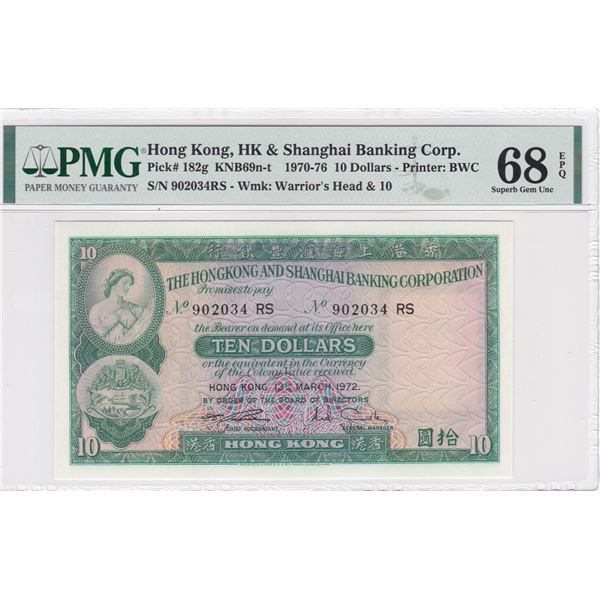 PMG
PAPER MONEY GUARANTY
Hong Kong, HK & Shanghai Banking Corp.
Pick# 182g KNB69n-t 1970-76 10 Dollars - Printer: BWC
S/N 902034RS - Wmk: Warrior's Head & 10
68 EPQ
Superb Gem Unc
10
行銀豐滙海上港香
THE HONGKONG AND SHANGHAI BANKING CORPORATION
Promises to pay
No 902034 RS No 902034 RS
the Bearer on demand at its Office here
TEN DOLLARS
or the equivalent in the Currency
of the Colony value received.
HONG KONG MARCH, 1972.
BY ORDER OF THE BOARD OF DIRECTORS
CHIEF ACCOUNTANT GENERAL MANAGER
10 港香 HONG KONG 港香 圓拾 10